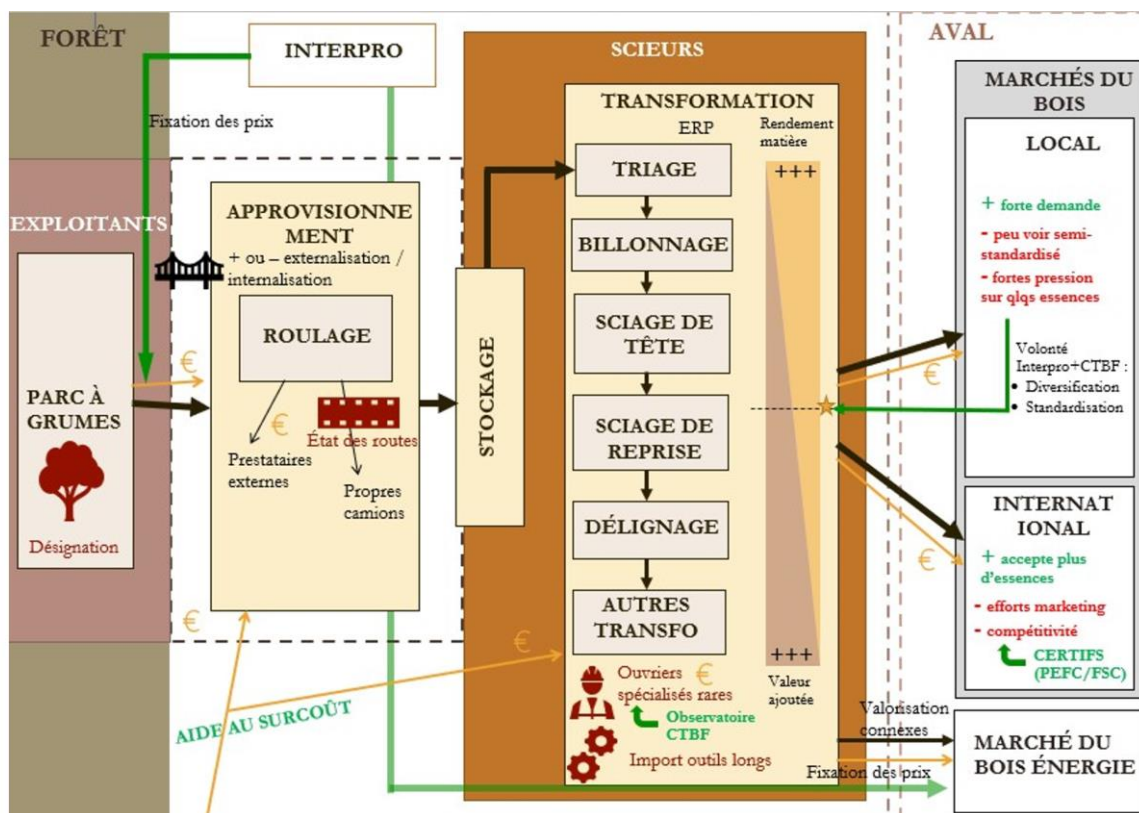 FORÊT
INTERPRO
Fixation des prix
EXPLOITANTS
PARC À
GRUMES
Désignation
€
APPROVISIONNE
MENT
+ ou – externalisation /
internalisation
ROULAGE
€
État des routes
Prestataires
externes
Propres
camions
€
AIDE AU SURCOÛT
€
STOCKAGE
SCIEURS
TRANSFORMATION
ERP
Rendement
matière
+++
TRIAGE
BILLONNAGE
SCIAGE DE
TÊTE
SCIAGE DE
REPRISE
DÉLIGNAGE
AUTRES
TRANSFO
+++
Valeur
ajoutée
Ouvriers
spécialisés rares
€
Observatoire
CTBF
Import outils longs
AVAL
MARCHÉS DU
BOIS
LOCAL
+ forte demande
- peu voir semi-
standardisé
- fortes pression
sur qlqs essences
€
Volonté
Interpro+CTBF :
• Diversification
• Standardisation
€
INTERNAT
IONAL
+ accepte plus
d'essences
- efforts marketing
- compétitivité
CERTIFS
(PEFC/FSC)
Valorisation
connexes
Fixation des prix
MARCHÉ DU
BOIS ÉNERGIE